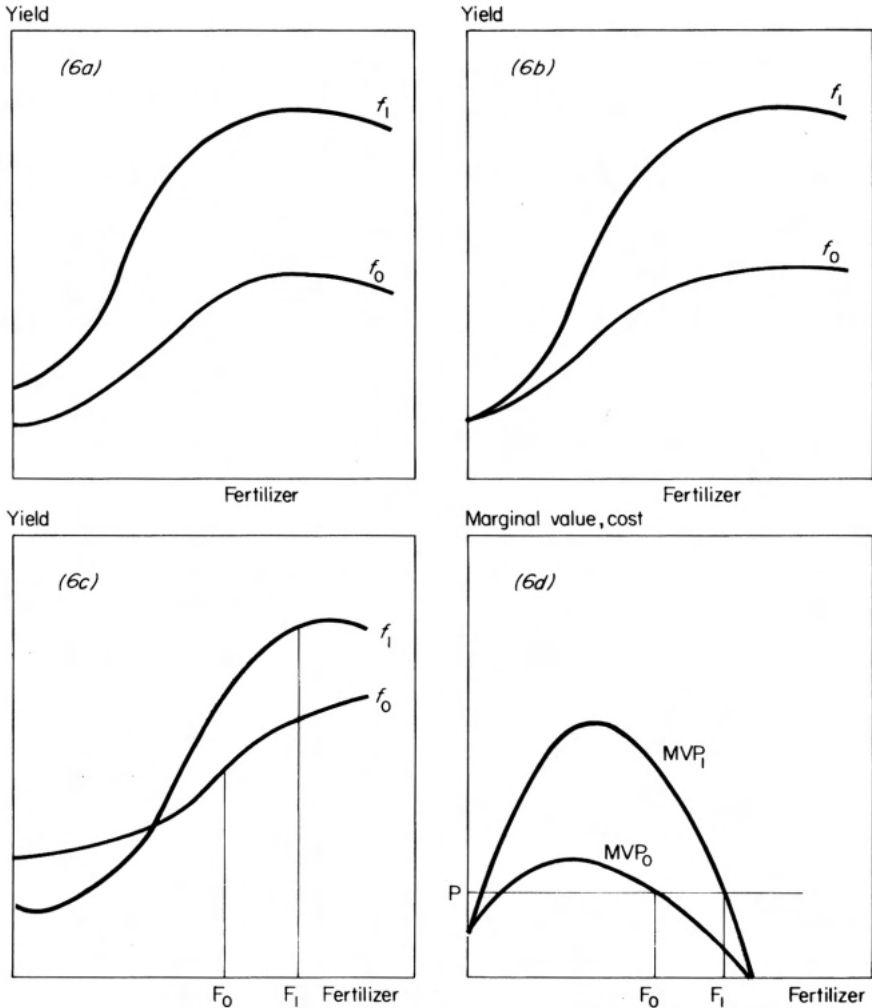 Yield
(6a)
f₁
f₀
Fertilizer
Yield
(6b)
f₁
f₀
Fertilizer
Yield
(6c)
f₁
f₀
F₀ F₁ Fertilizer
Marginal value, cost
(6d)
MVP₁
MVP₀
P
F₀ F₁ Fertilizer